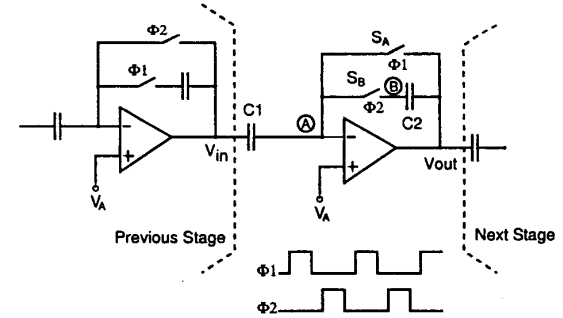 Φ2
Φ1
C1
Vin
VA
Previous Stage
SA
Φ1
SB
Φ2
C2
A
B
Vout
VA
Next Stage
Φ1
Φ2